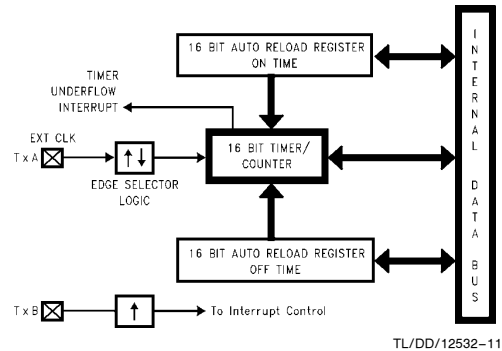 16 BIT AUTO RELOAD REGISTER
ON TIME
TIMER
UNDERFLOW
INTERRUPT
EXT CLK
TxA
16 BIT TIMER/
COUNTER
EDGE SELECTOR
LOGIC
16 BIT AUTO RELOAD REGISTER
OFF TIME
TxB
To Interrupt Control
INTERNAL DATA BUS
TL/DD/12532-11